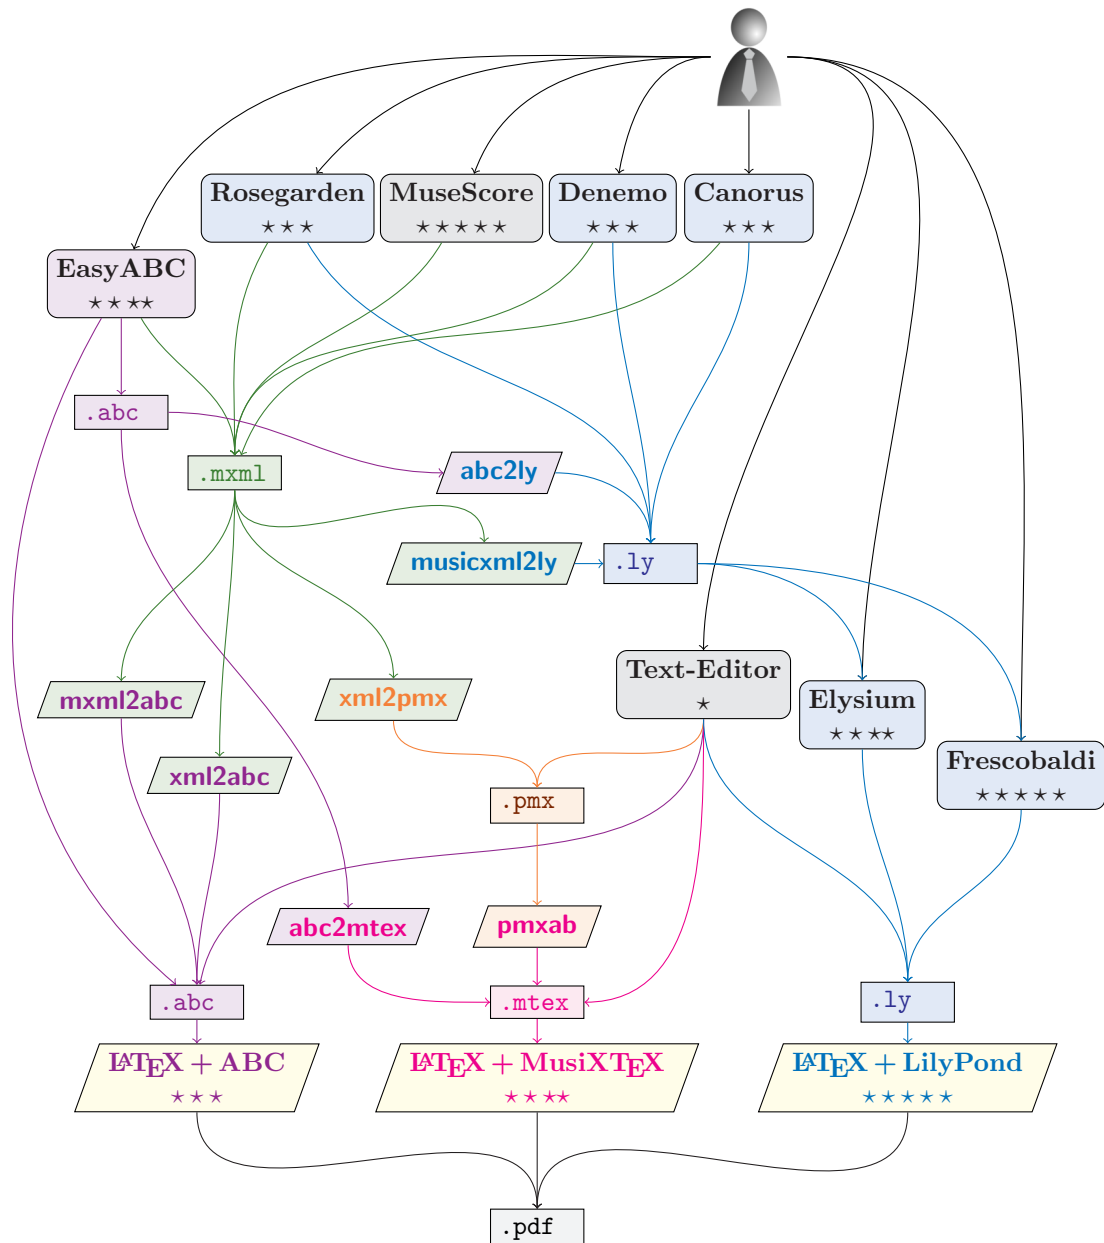 Rosegarden
⋆⋆⋆
MuseScore
⋆⋆⋆⋆⋆
Denemo
⋆⋆⋆
Canorus
⋆⋆⋆
EasyABC
⋆⋆⋆⋆
.abc
.mxml
abc2ly
musicxml2ly
.ly
Text-Editor
⋆
mxml2abc
xml2pmx
Elysium
⋆⋆⋆⋆
xml2abc
Frescobaldi
⋆⋆⋆⋆⋆
.pmx
abc2mtex
pmxab
.abc
.mtex
.ly
LATEX + ABC
⋆⋆⋆
LATEX + MusiXTEX
⋆⋆⋆⋆
LATEX + LilyPond
⋆⋆⋆⋆⋆
.pdf